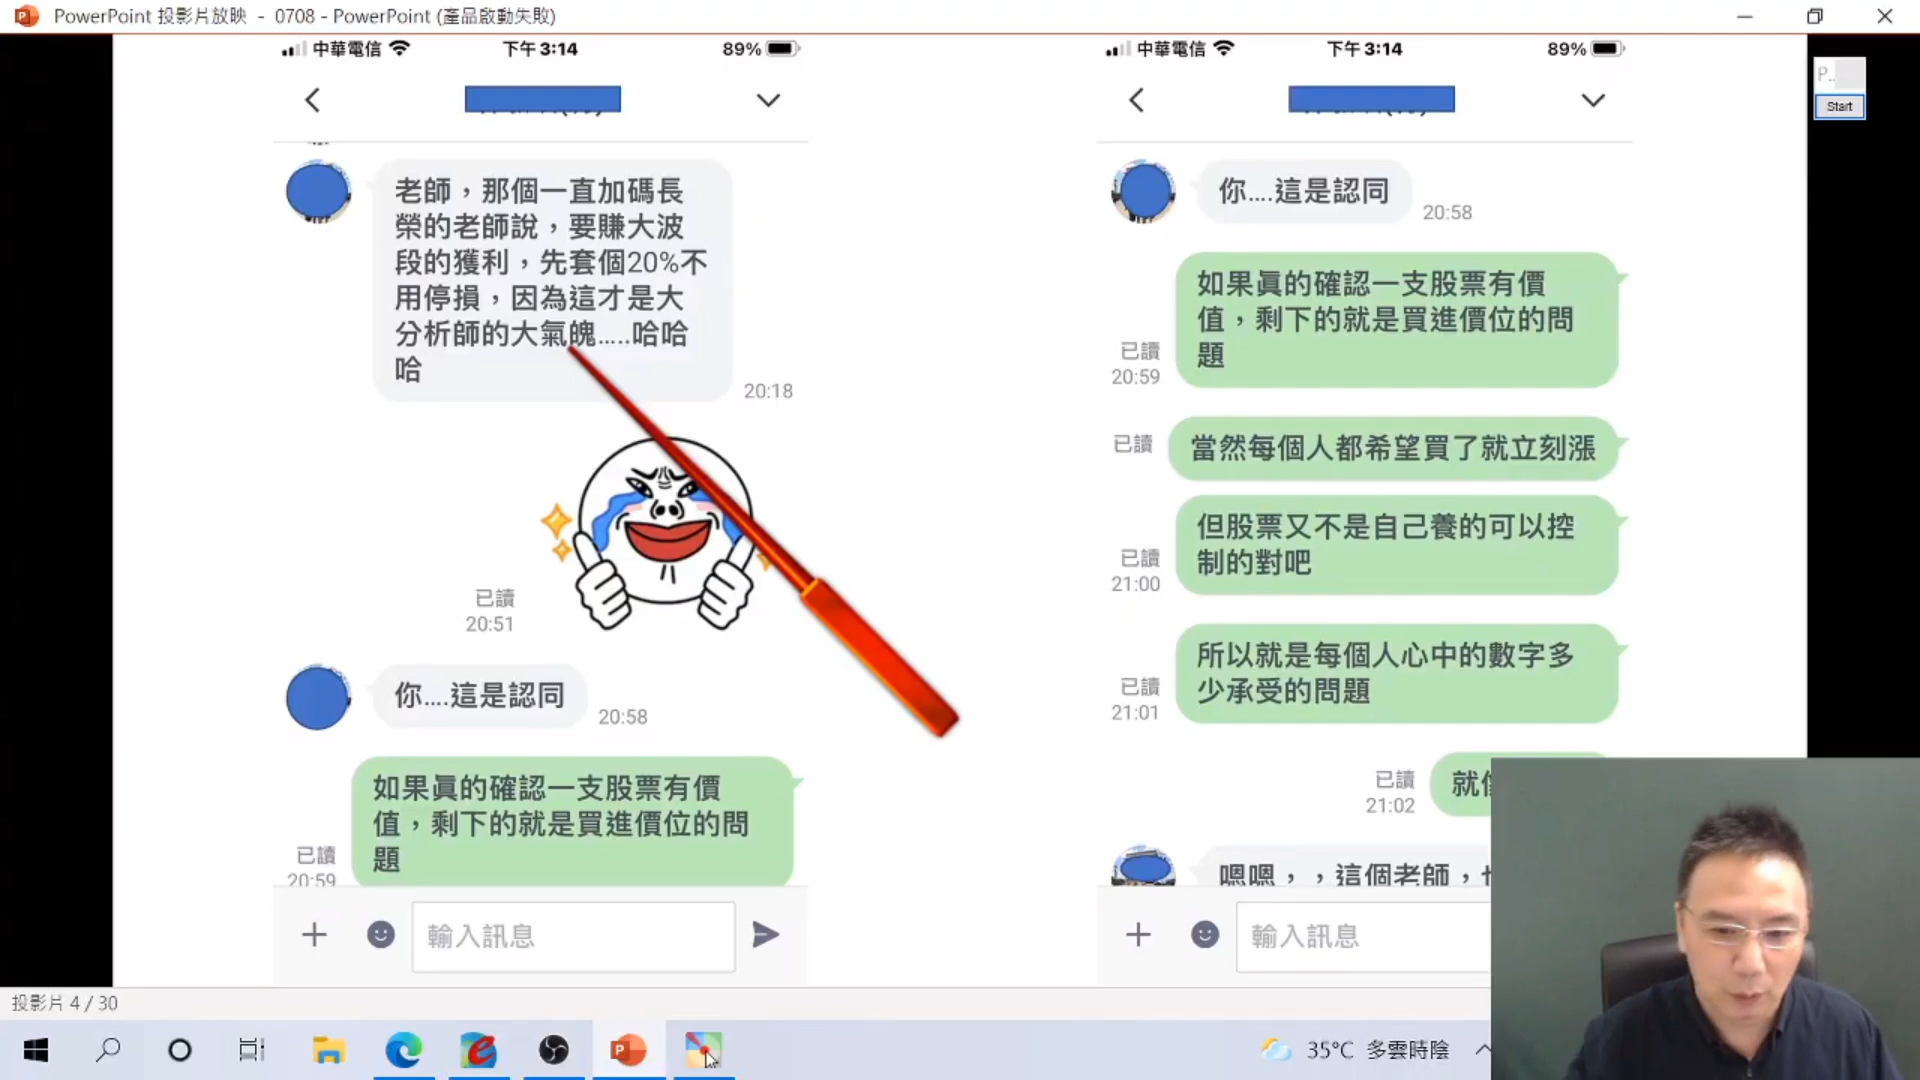 PowerPoint 投影片放映 - 0708 - PowerPoint (產品啟動失敗)
中華電信
下午 3:14
89%
老師，那個一直加碼長
榮的老師說，要賺大波
段的獲利，先套個20%不
用停損，因為這才是大
分析師的大氣魄.....哈哈
哈
20:18
已讀
20:51
你....這是認同
20:58
如果真的確認一支股票有價
值，剩下的就是買進價位的問
題
已讀
20:59
輸入訊息
中華電信
下午 3:14
89%
你....這是認同
20:58
如果真的確認一支股票有價
值，剩下的就是買進價位的問
題
已讀
20:59
當然每個人都希望買了就立刻漲
已讀
但股票又不是自己養的可以控
制的對吧
已讀
21:00
所以就是每個人心中的數字多
少承受的問題
已讀
21:01
就
已讀
21:02
嗯嗯，，這個老師，
輸入訊息
P..
Start
投影片 4 / 30
35°C 多雲時陰